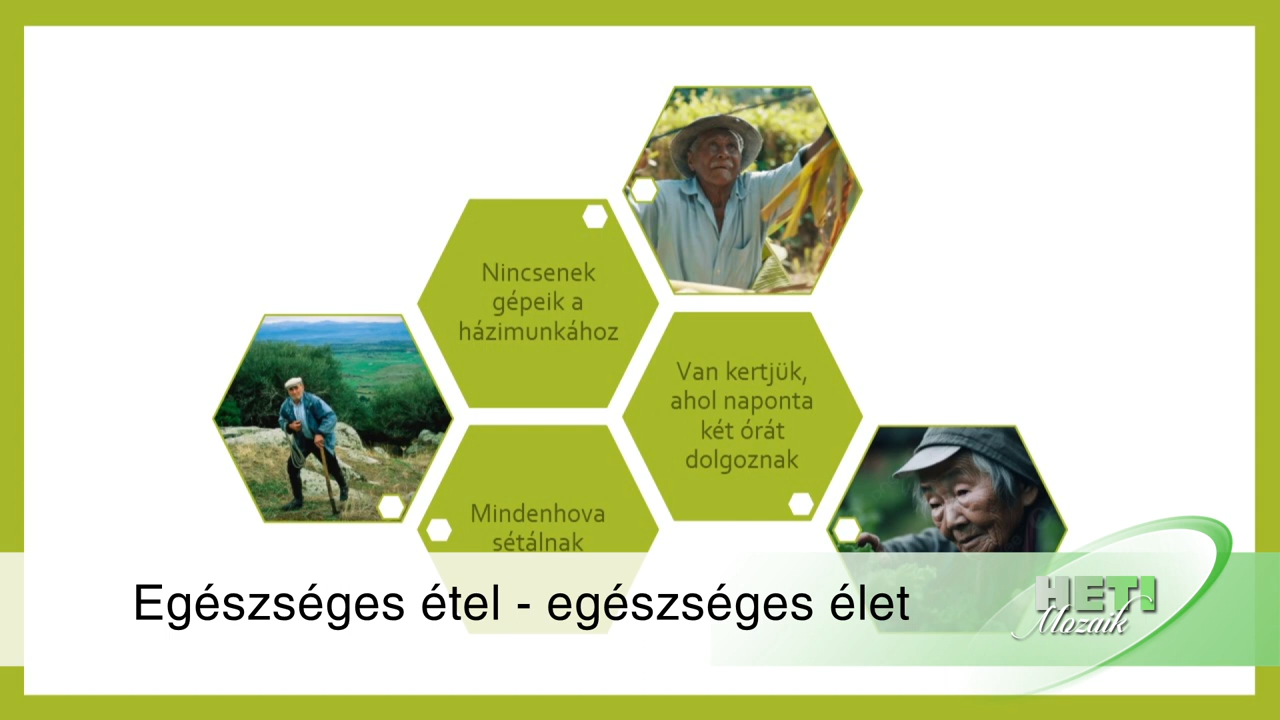 Nincsenek
gépeik a
házimunkához
Van kertjük,
ahol naponta
két órát
dolgoznak
Mindenhova
sétálnak
Egészséges étel - egészséges élet
HETI
Mozaik